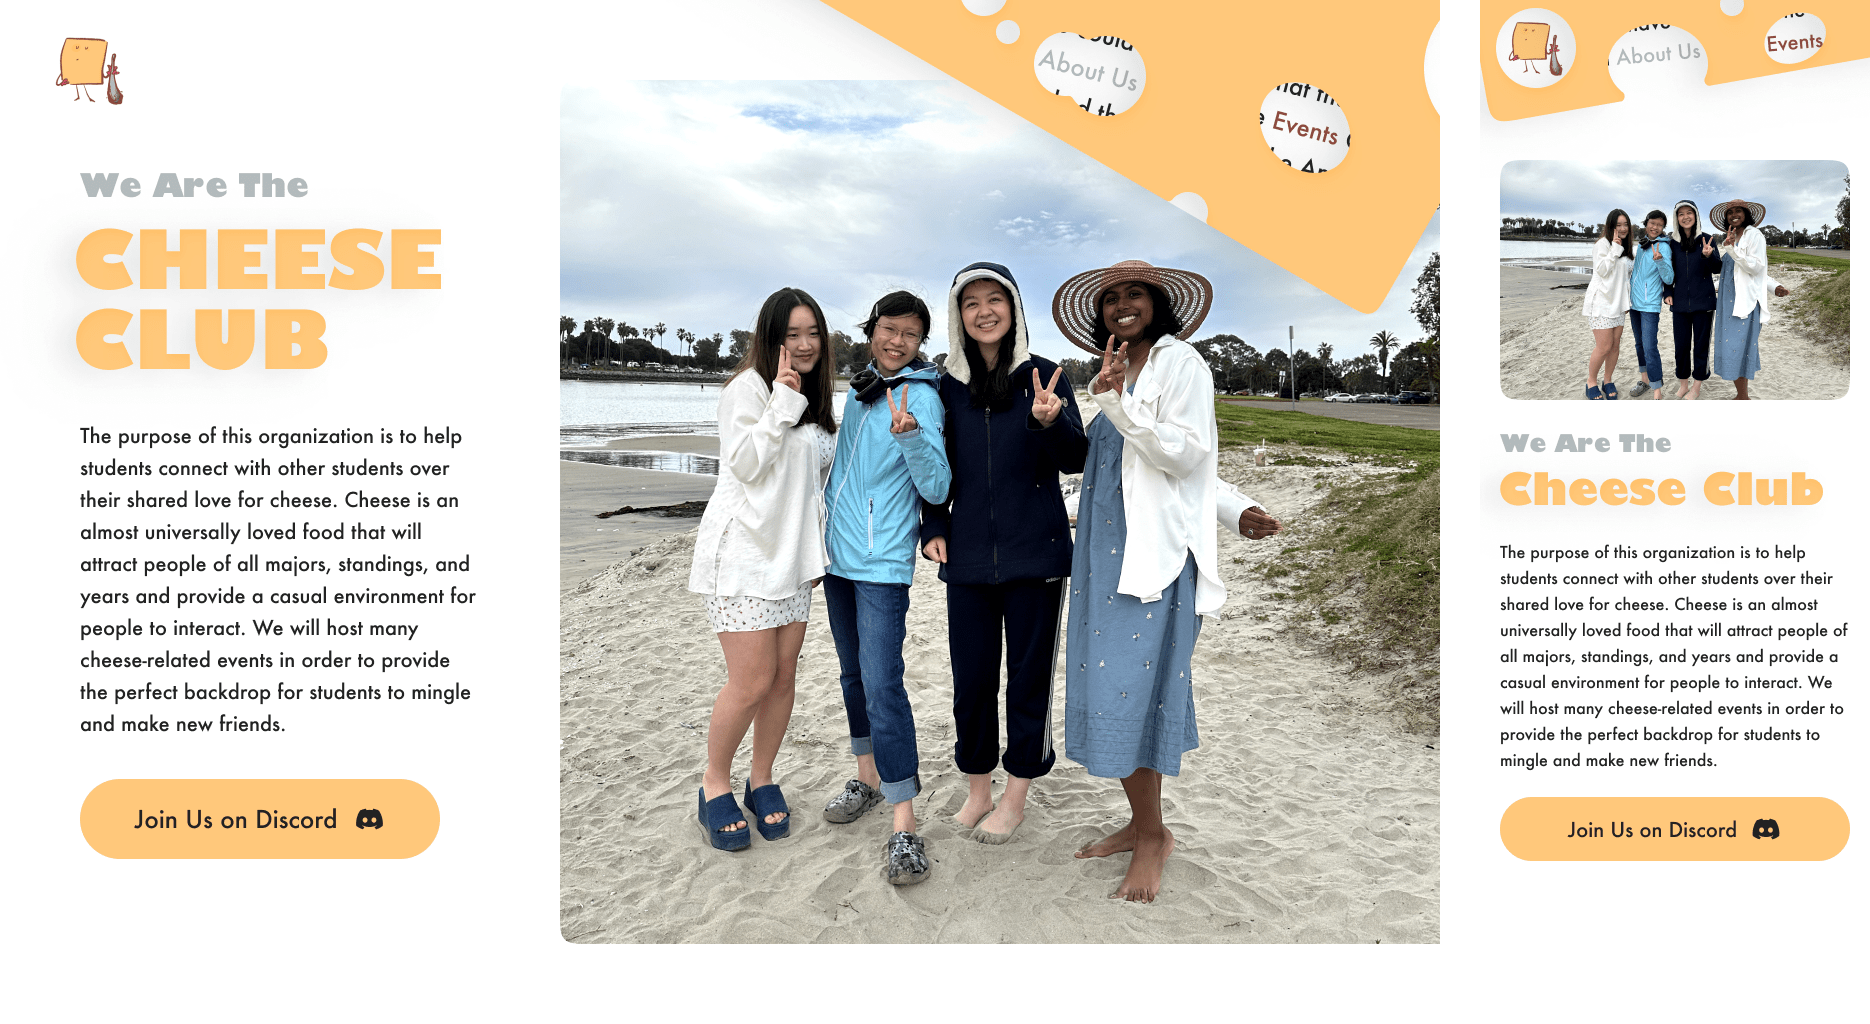 About Us
Events
We Are The
CHEESE
CLUB
The purpose of this organization is to help
students connect with other students over
their shared love for cheese. Cheese is an
almost universally loved food that will
attract people of all majors, standings, and
years and provide a casual environment for
people to interact. We will host many
cheese-related events in order to provide
the perfect backdrop for students to mingle
and make new friends.
Join Us on Discord
About Us
Events
We Are The
Cheese Club
The purpose of this organization is to help
students connect with other students over their
shared love for cheese. Cheese is an almost
universally loved food that will attract people of
all majors, standings, and years and provide a
casual environment for people to interact. We
will host many cheese-related events in order to
provide the perfect backdrop for students to
mingle and make new friends.
Join Us on Discord